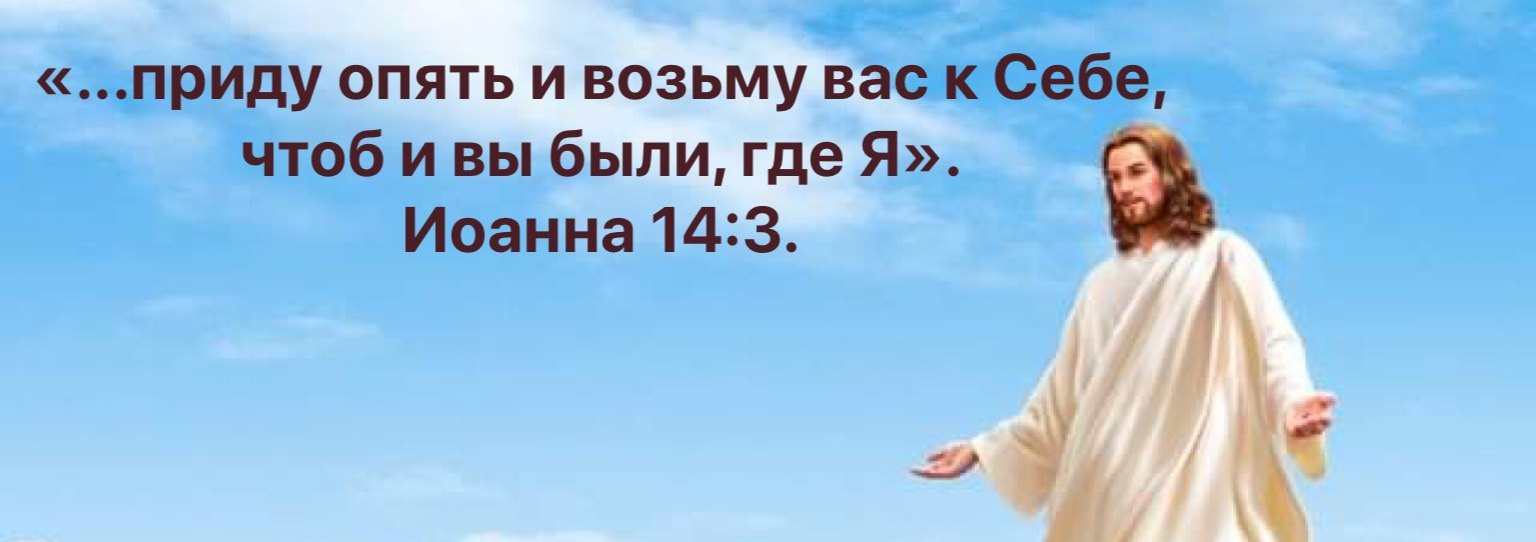 «...приду опять и возьму вас к Себе,
чтоб и вы были, где Я».
Иоанна 14:3.